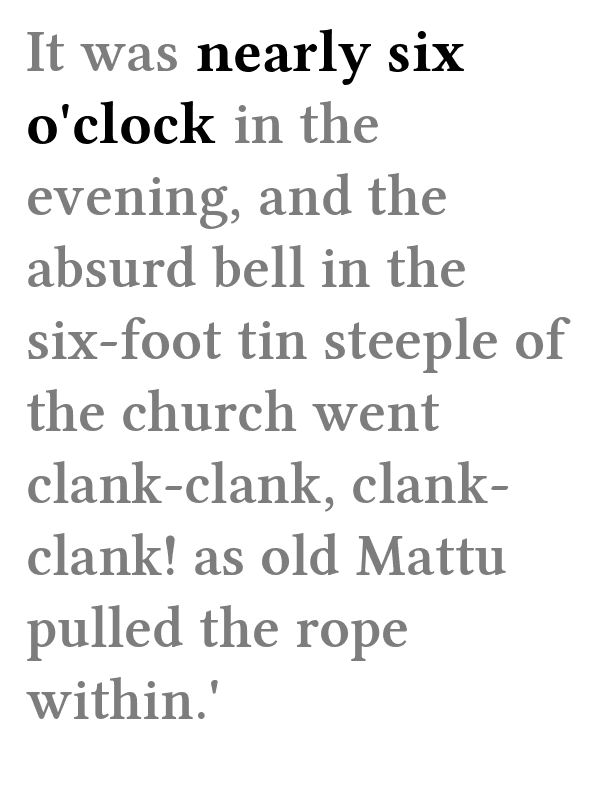 It was nearly six
o'clock in the
evening, and the
absurd bell in the
six-foot tin steeple of
the church went
clank-clank, clank-
clank! as old Mattu
pulled the rope
within.'